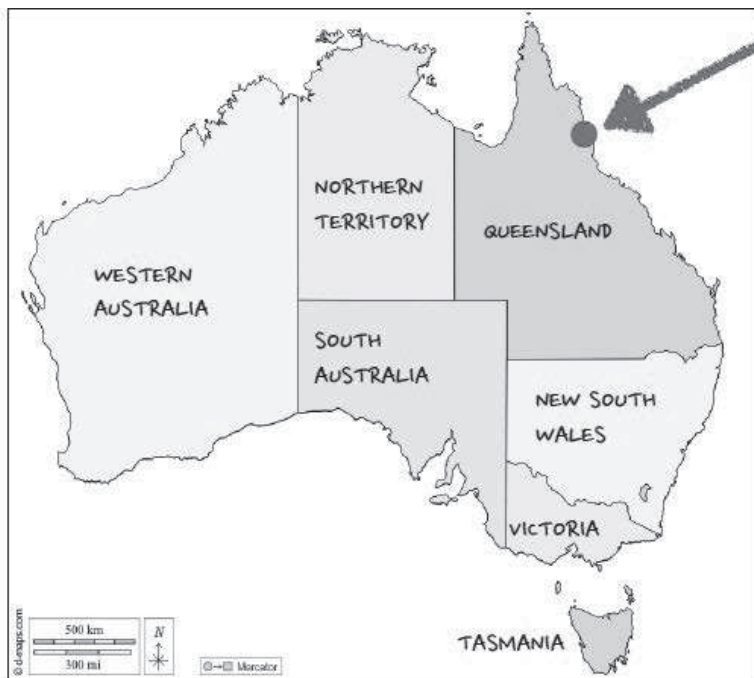 NORTHERN
TERRITORY
QUEENSLAND
WESTERN
AUSTRALIA
SOUTH
AUSTRALIA
NEW SOUTH
WALES
VICTORIA
TASMANIA
500 km
300 mi
N
Mercator
© d-maps.com